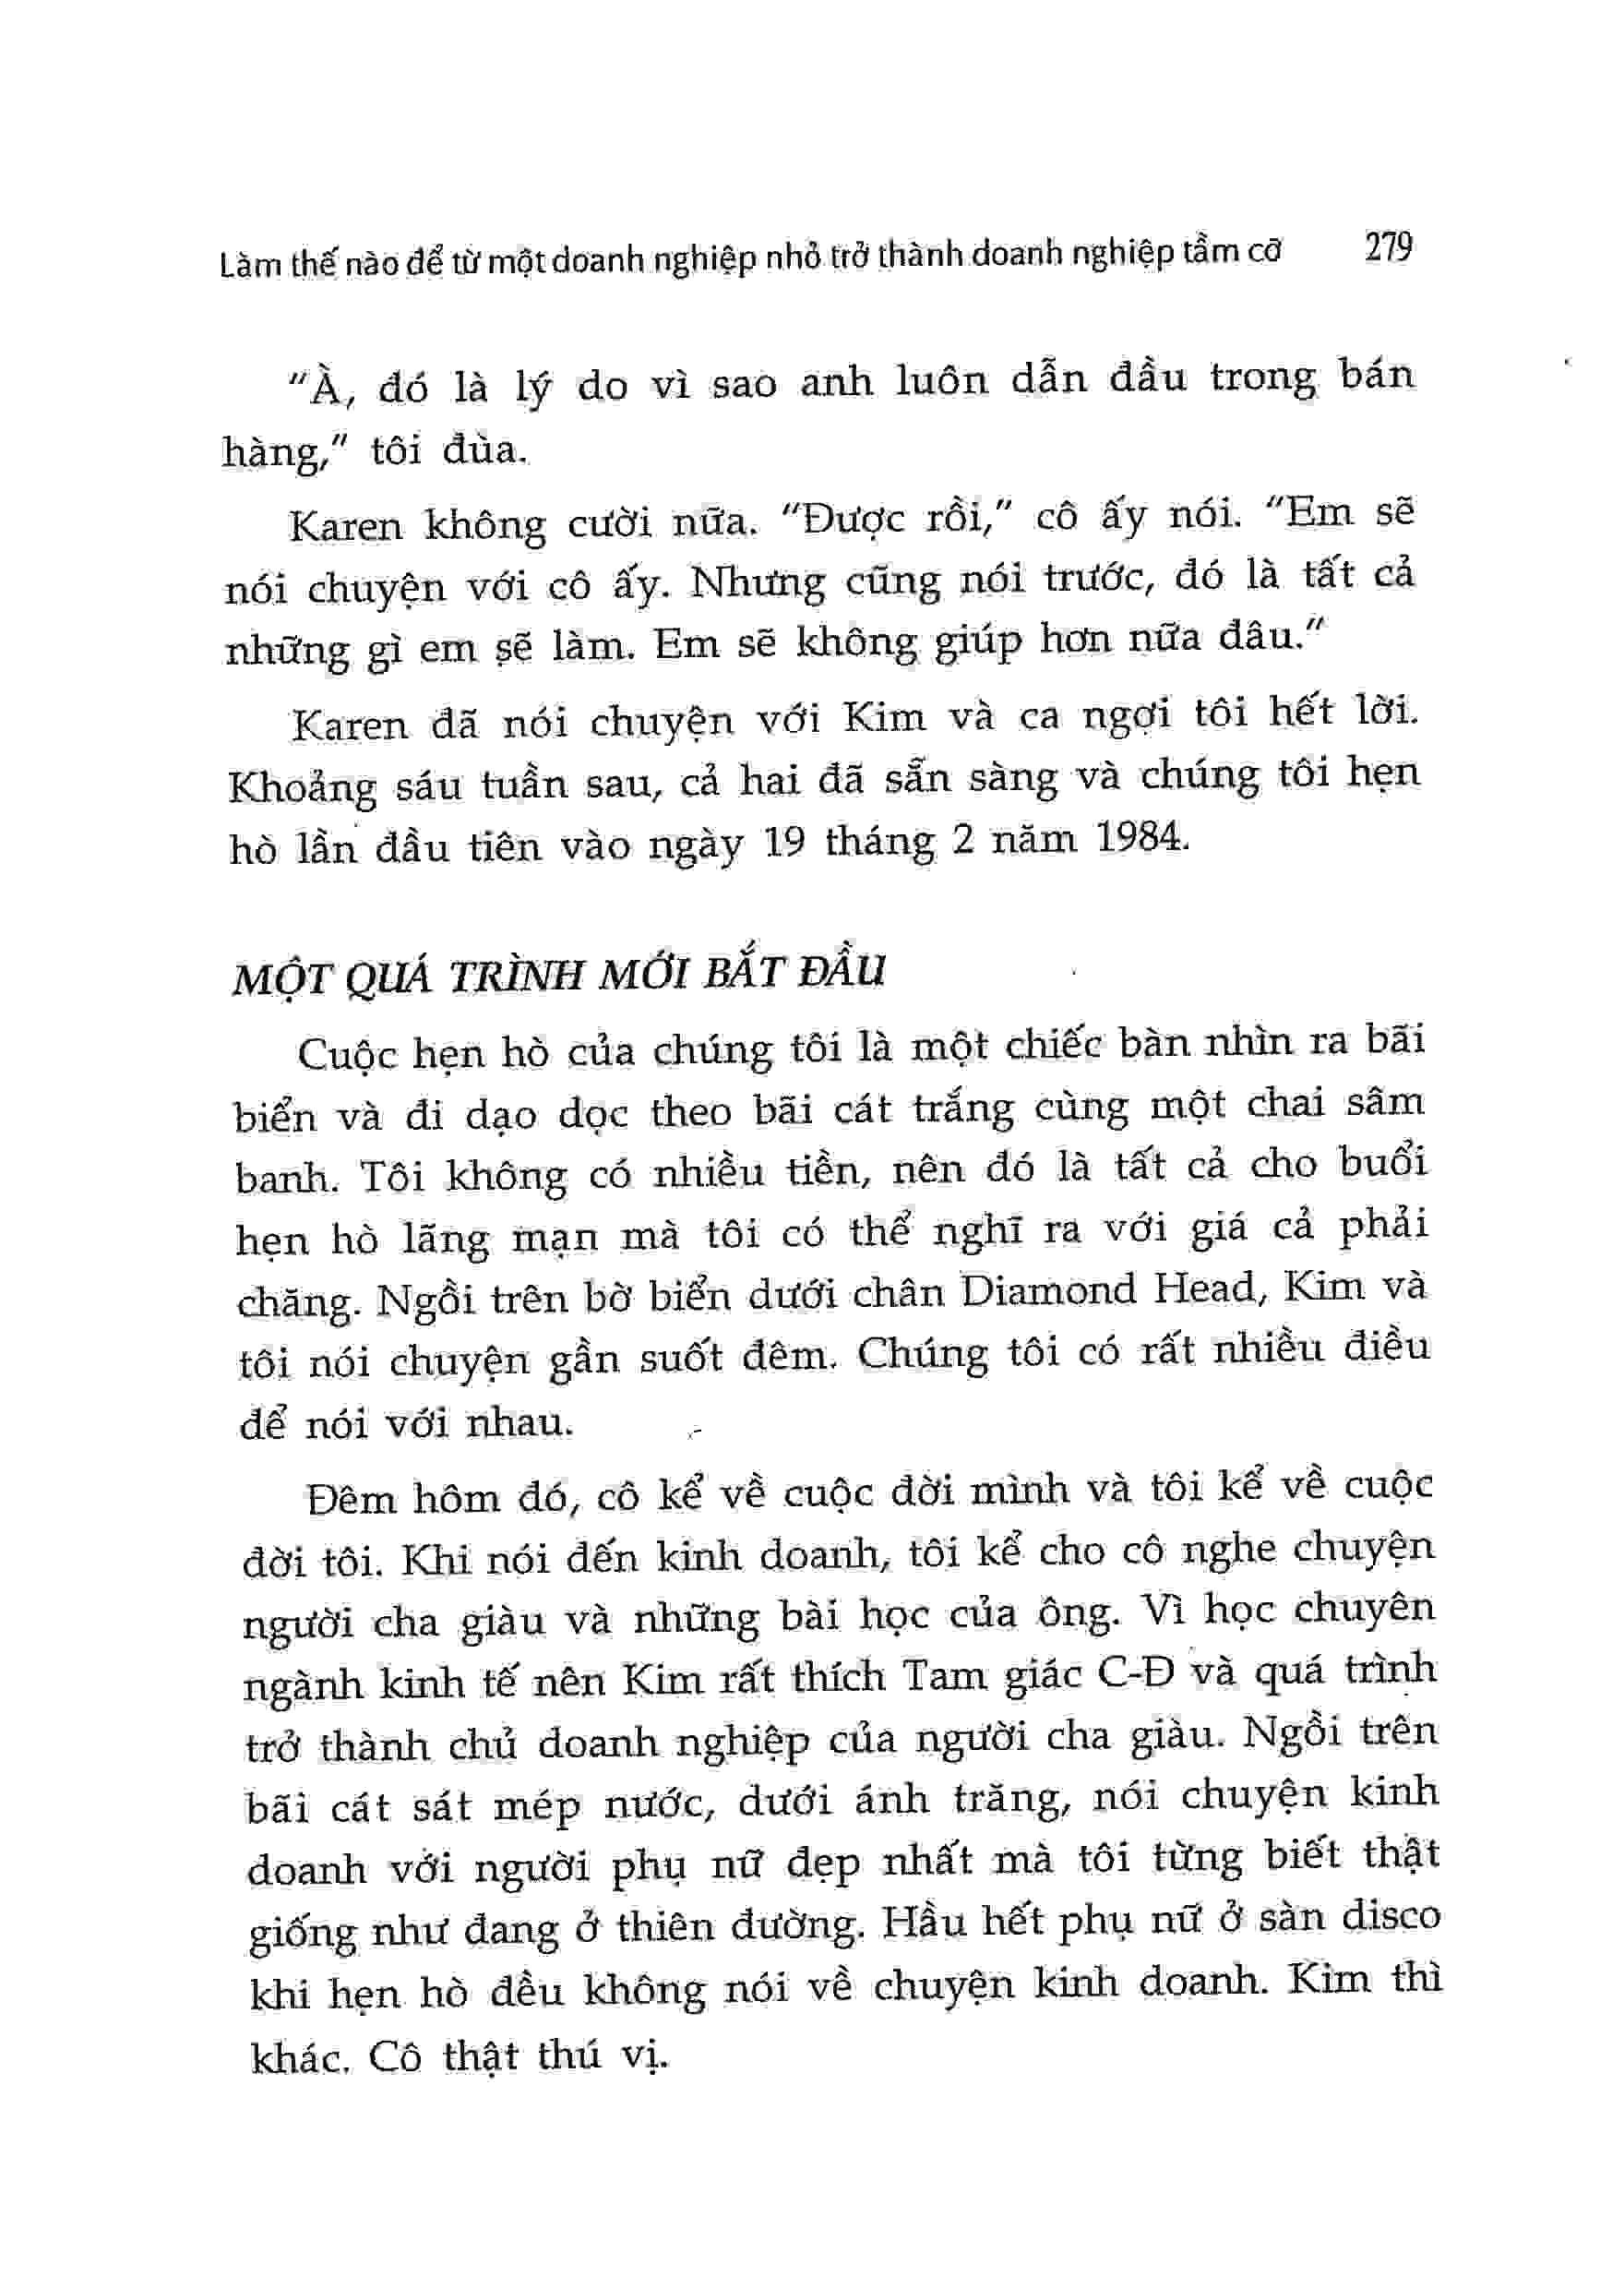 Làm thế nào để từ một doanh nghiệp nhỏ trở thành doanh nghiệp tầm cỡ 279
"À, đó là lý do vì sao anh luôn dẫn đầu trong bán
hàng," tôi đùa.
Karen không cười nữa. "Được rồi," cô ấy nói. "Em sẽ
nói chuyện với cô ấy. Nhưng cũng nói trước, đó là tất cả
những gì em sẽ làm. Em sẽ không giúp hơn nữa đâu."
Karen đã nói chuyện với Kim và ca ngợi tôi hết lời.
Khoảng sáu tuần sau, cả hai đã sẵn sàng và chúng tôi hẹn
hò lần đầu tiên vào ngày 19 tháng 2 năm 1984.
MỘT QUÁ TRÌNH MỚI BẮT ĐẦU
Cuộc hẹn hò của chúng tôi là một chiếc bàn nhìn ra bãi
biển và đi dạo dọc theo bãi cát trắng cùng một chai sâm
banh. Tôi không có nhiều tiền, nên đó là tất cả cho buổi
hẹn hò lãng mạn mà tôi có thể nghĩ ra với giá cả phải
chăng. Ngồi trên bờ biển dưới chân Diamond Head, Kim và
tôi nói chuyện gần suốt đêm. Chúng tôi có rất nhiều điều
để nói với nhau.
Đêm hôm đó, cô kể về cuộc đời mình và tôi kể về cuộc
đời tôi. Khi nói đến kinh doanh, tôi kể cho cô nghe chuyện
người cha giàu và những bài học của ông. Vì học chuyên
ngành kinh tế nên Kim rất thích Tam giác C-Đ và quá trình
trở thành chủ doanh nghiệp của người cha giàu. Ngồi trên
bãi cát sát mép nước, dưới ánh trăng, nói chuyện kinh
doanh với người phụ nữ đẹp nhất mà tôi từng biết thật
giống như đang ở thiên đường. Hầu hết phụ nữ ở sàn disco
khi hẹn hò đều không nói về chuyện kinh doanh. Kim thì
khác. Cô thật thú vị.